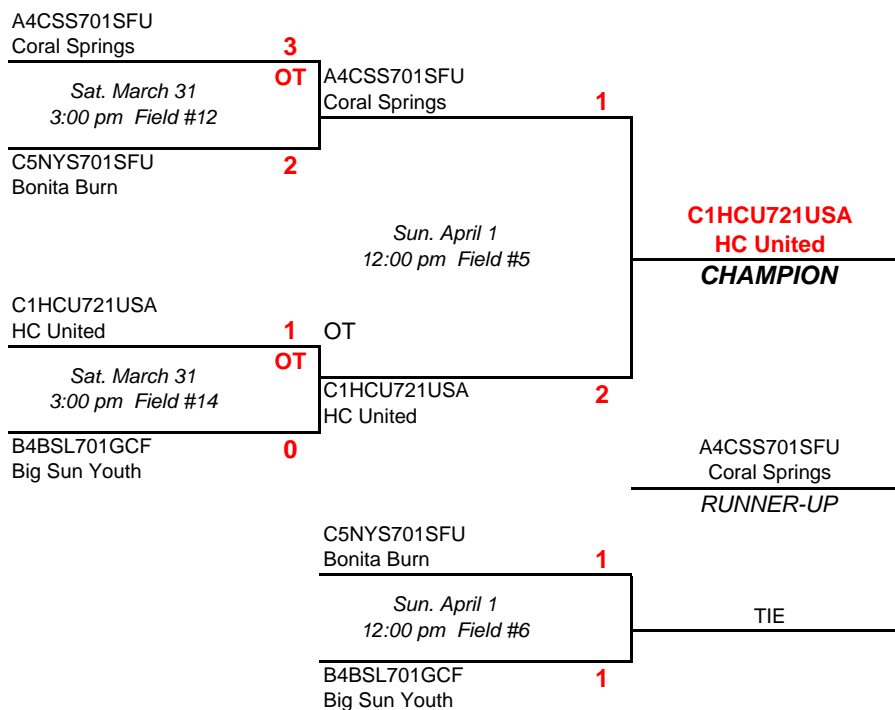 A4CSS701SFU
Coral Springs 3
OT
Sat. March 31
3:00 pm Field #12
C5NYS701SFU 2
Bonita Burn
A4CSS701SFU
Coral Springs 1
Sun. April 1
12:00 pm Field #5
C1HCU721USA
HC United
CHAMPION
C1HCU721USA
HC United 1 OT
OT
Sat. March 31
3:00 pm Field #14
B4BSL701GCF 0
Big Sun Youth
C1HCU721USA 2
HC United
A4CSS701SFU
Coral Springs
RUNNER-UP
C5NYS701SFU
Bonita Burn 1
Sun. April 1
12:00 pm Field #6
TIE
B4BSL701GCF 1
Big Sun Youth